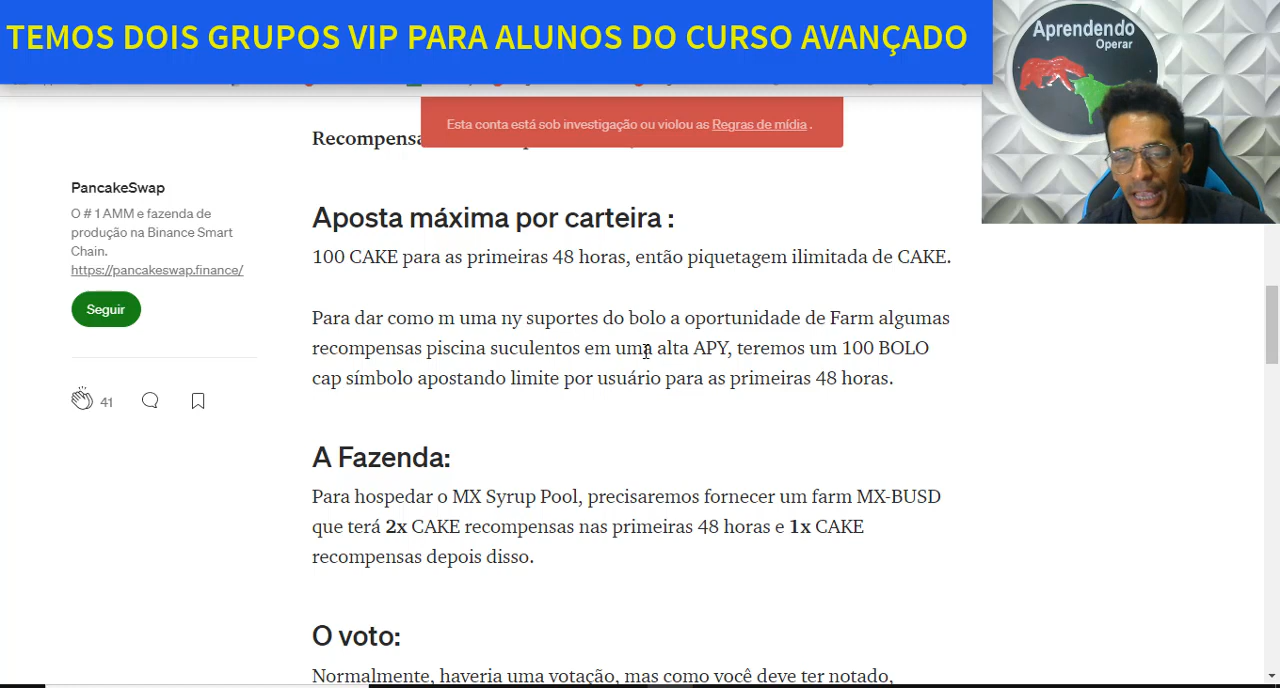 TEMOS DOIS GRUPOS VIP PARA ALUNOS DO CURSO AVANÇADO
Aprendendo
Operar
Esta conta está sob investigação ou violou as Regras de mídia .
Recompensa
PancakeSwap
O # 1 AMM e fazenda de
produção na Binance Smart
Chain.
https://pancakeswap.finance/
Seguir
41
Aposta máxima por carteira :
100 CAKE para as primeiras 48 horas, então piquetagem ilimitada de CAKE.
Para dar como m uma ny suportes do bolo a oportunidade de Farm algumas
recompensas piscina suculentos em uma alta APY, teremos um 100 BOLO
cap símbolo apostando limite por usuário para as primeiras 48 horas.
A Fazenda:
Para hospedar o MX Syrup Pool, precisaremos fornecer um farm MX-BUSD
que terá 2x CAKE recompensas nas primeiras 48 horas e 1x CAKE
recompensas depois disso.
O voto:
Normalmente, haveria uma votação, mas como você deve ter notado,